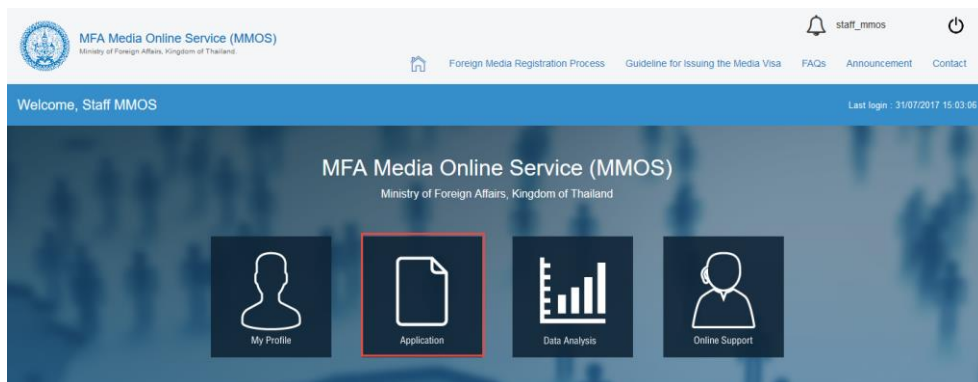 MFA Media Online Service (MMOS)
Ministry of Foreign Affairs, Kingdom of Thailand.
staff_mmos
Foreign Media Registration Process
Guideline for Issuing the Media Visa
FAQs
Announcement
Contact
Welcome, Staff MMOS
Last login : 31/07/2017 15:03:06
MFA Media Online Service (MMOS)
Ministry of Foreign Affairs, Kingdom of Thailand
My Profile
Application
Data Analysis
Online Support